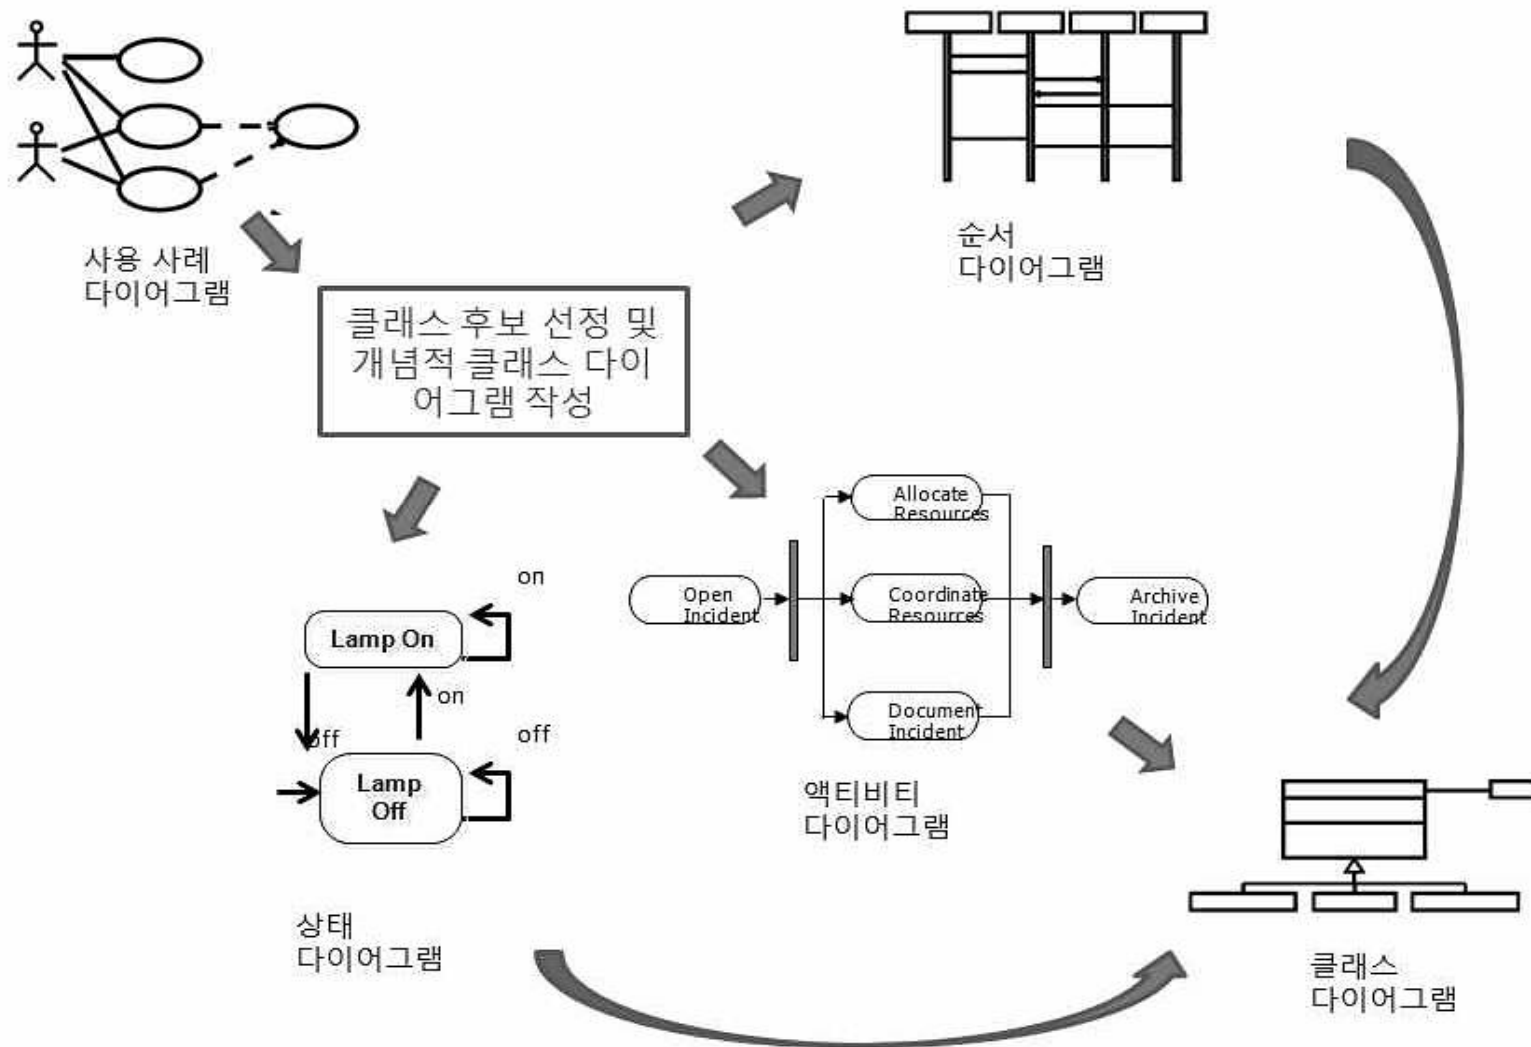 사용 사례
다이어그램
순서
다이어그램
클래스 후보 선정 및
개념적 클래스 다이
어그램 작성
on
Lamp On
on
off
off
Lamp
Off
상태
다이어그램
Open
Incident
Allocate
Resources
Coordinate
Resources
Document
Incident
Archive
Incident
액티비티
다이어그램
클래스
다이어그램